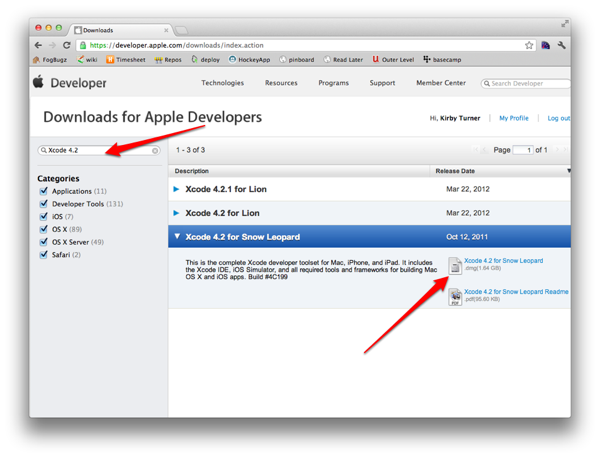 Downloads
https://developer.apple.com/downloads/index.action
FogBugz wiki Timesheet Repos deploy HockeyApp pinboard Read Later Outer Level basecamp
Developer Technologies Resources Programs Support Member Center Search Developer
Downloads for Apple Developers Hi, Kirby Turner My Profile Log out
Xcode 4.2 1 - 3 of 3 Page 1 of 1
Description Release Date
Categories
Applications (11)
Developer Tools (131)
iOS (7)
OS X (89)
OS X Server (49)
Safari (2)
Xcode 4.2.1 for Lion Mar 22, 2012
Xcode 4.2 for Lion Mar 22, 2012
Xcode 4.2 for Snow Leopard Oct 12, 2011
This is the complete Xcode developer toolset for Mac, iPhone, and iPad. It includes
the Xcode IDE, iOS Simulator, and all required tools and frameworks for building Mac
OS X and iOS apps. Build #4C199
Xcode 4.2 for Snow Leopard
.dmg(1.64 GB)
Xcode 4.2 for Snow Leopard Readme
.pdf(95.60 KB)
PDF